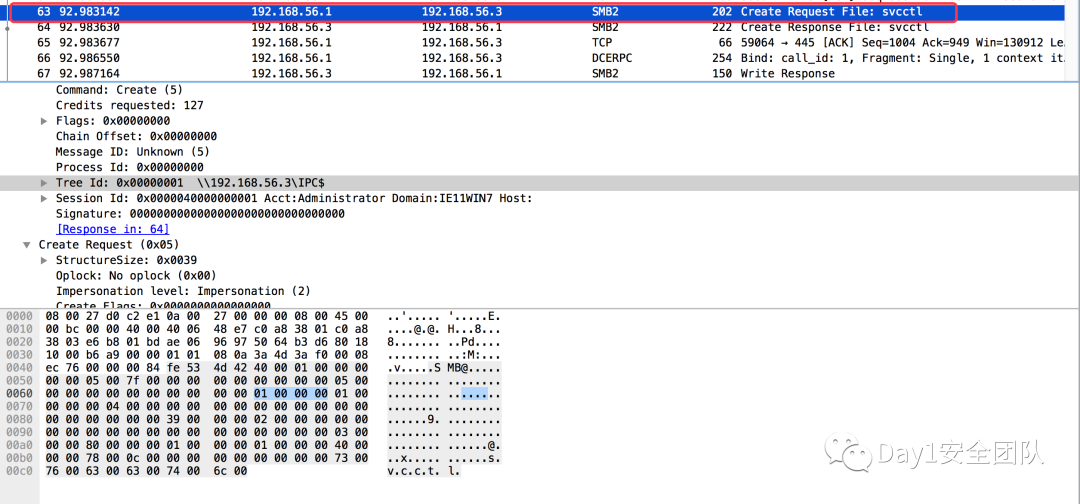 63 92.983142 192.168.56.1 192.168.56.3 SMB2 202 Create Request File: svcctl
64 92.983630 192.168.56.3 192.168.56.1 SMB2 222 Create Response File: svcctl
65 92.983677 192.168.56.1 192.168.56.3 TCP 66 59064 → 445 [ACK] Seq=1004 Ack=949 Win=130912 Le
66 92.986550 192.168.56.1 192.168.56.3 DCERPC 254 Bind: call_id: 1, Fragment: Single, 1 context it
67 92.987164 192.168.56.3 192.168.56.1 SMB2 150 Write Response
Command: Create (5)
Credits requested: 127
Flags: 0x00000000
Chain Offset: 0x00000000
Message ID: Unknown (5)
Process Id: 0x00000000
Tree Id: 0x00000001 \\192.168.56.3\IPC$
Session Id: 0x0000040000000001 Acct:Administrator Domain:IE11WIN7 Host:
Signature: 00000000000000000000000000000000
[Response in: 64]
Create Request (0x05)
StructureSize: 0x0039
Oplock: No oplock (0x00)
Impersonation level: Impersonation (2)
Create Flags: 0x0000000000000000
0000 08 00 27 d0 c2 e1 0a 00 27 00 00 00 08 00 45 00 ..'..... '.....E.
0010 00 bc 00 00 40 00 40 06 48 e7 c0 a8 38 01 c0 a8 ....@.@. H...8...
0020 38 03 e6 b8 01 bd ae 06 96 97 50 64 b3 d6 80 18 8....... ..Pd....
0030 10 00 b6 a9 00 00 01 01 08 0a 3a 4d 3a f0 00 08 ........ ..:M:...
0040 ec 76 00 00 00 84 fe 53 4d 42 40 00 01 00 00 00 .v.....S MB@.....
0050 00 00 05 00 7f 00 00 00 00 00 00 00 00 00 05 00 ........ ........
0060 00 00 00 00 00 00 00 00 00 00 01 00 00 00 01 00 ........ ........
0070 00 00 00 04 00 00 00 00 00 00 00 00 00 00 00 00 ........ ........
0080 00 00 00 00 00 00 39 00 00 00 02 00 00 00 00 00 ......9. ........
0090 00 00 00 00 00 00 00 00 00 00 00 00 00 00 03 00 ........ ........
00a0 00 00 80 00 00 00 01 00 00 00 01 00 00 00 40 00 ........ ......@.
00b0 00 00 78 00 0c 00 00 00 00 00 00 00 00 00 73 00 ..x..... ......s.
00c0 76 00 63 00 63 00 74 00 6c 00 v.c.c.t. l.
Day1安全团队